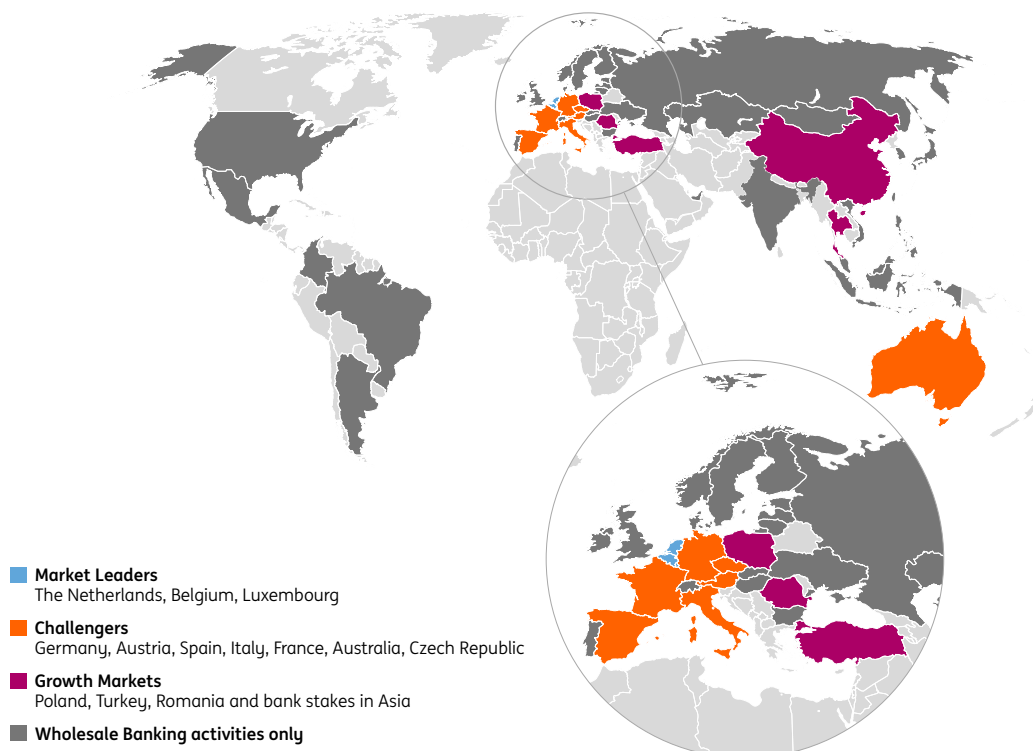 Market Leaders
The Netherlands, Belgium, Luxembourg
Challengers
Germany, Austria, Spain, Italy, France, Australia, Czech Republic
Growth Markets
Poland, Turkey, Romania and bank stakes in Asia
Wholesale Banking activities only